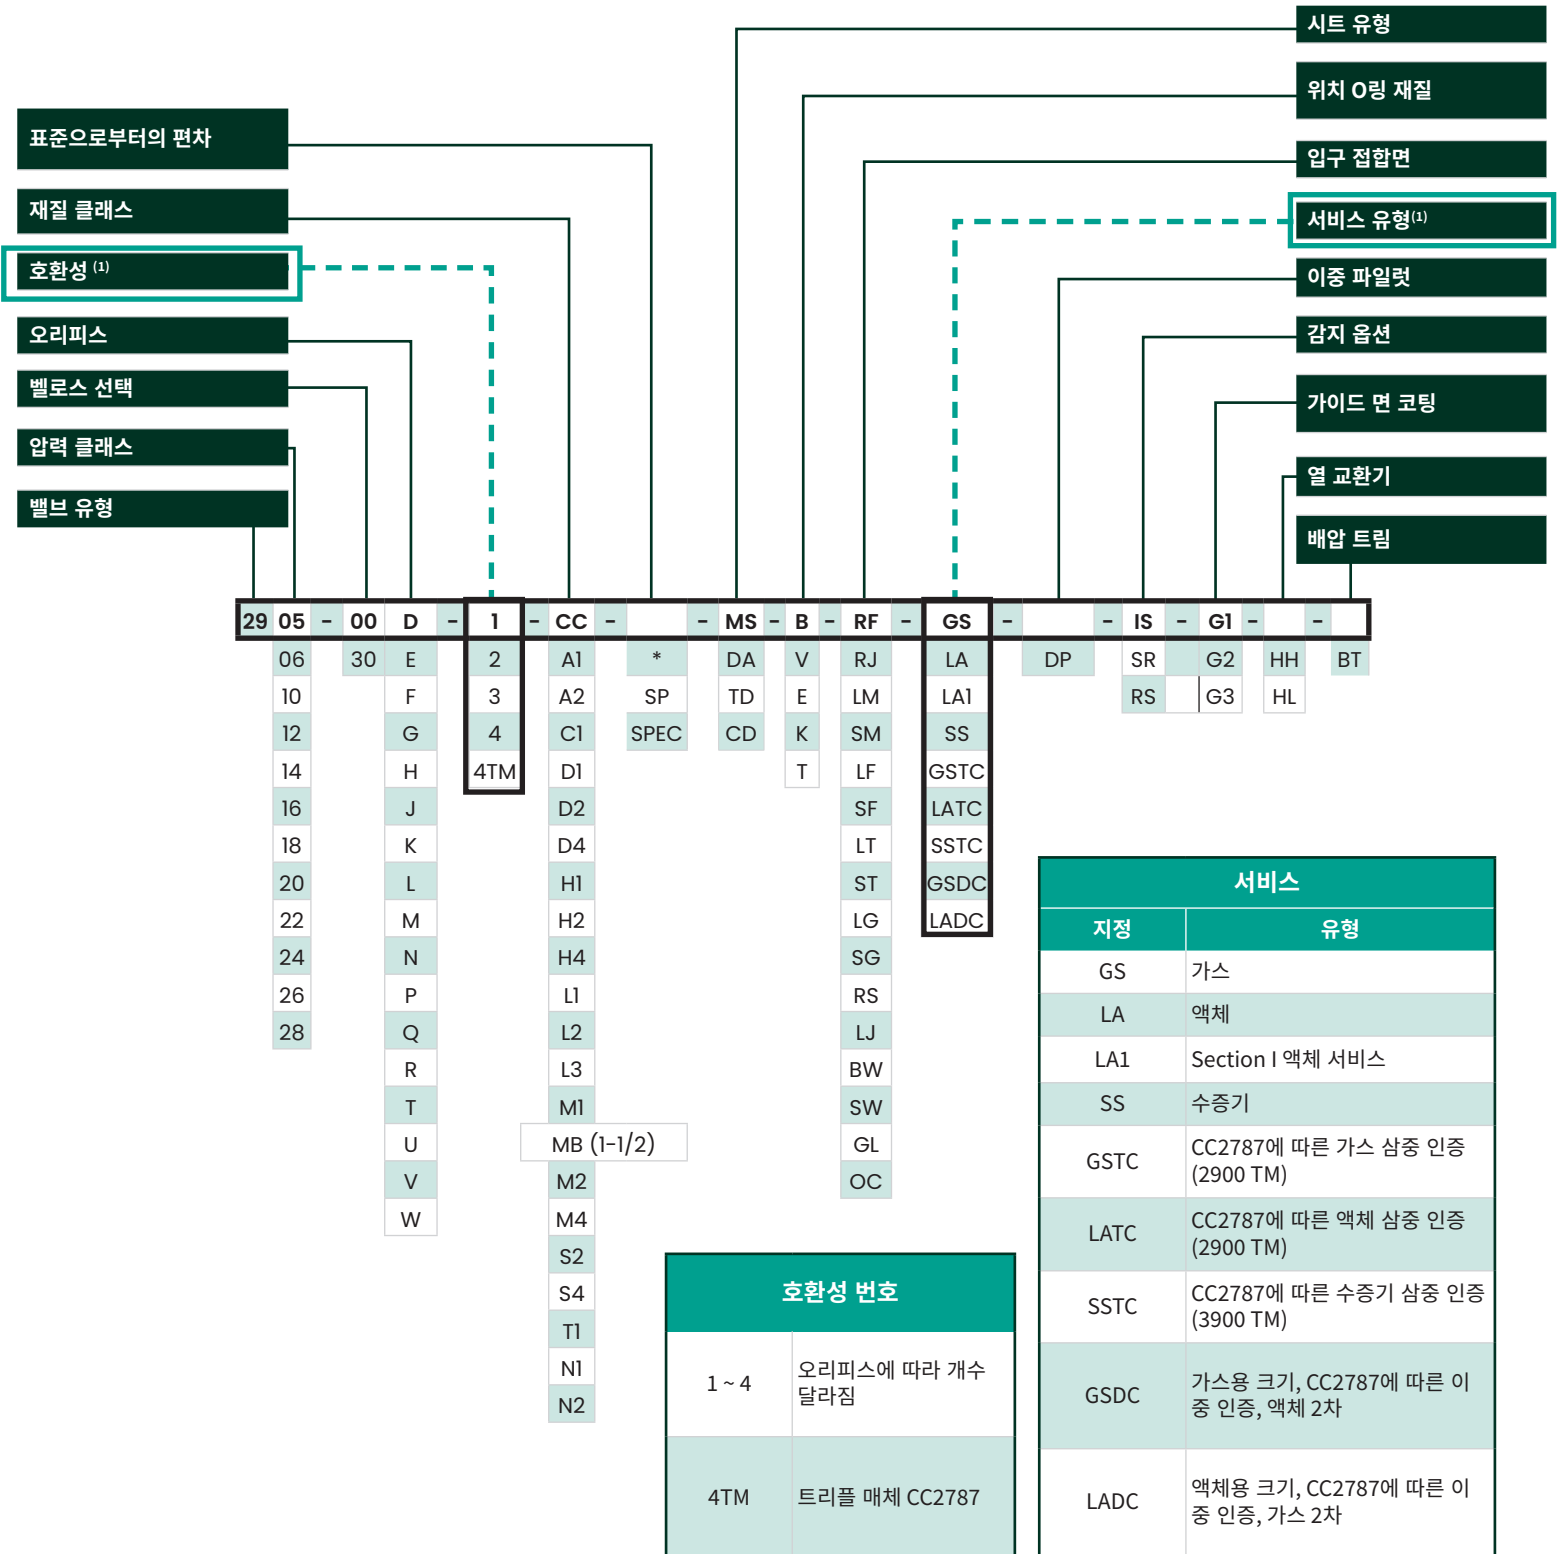 시트 유형
위치 O링 재질
표준으로부터의 편차
입구 접합면
재질 클래스
서비스 유형(1)
호환성 (1)
이중 파일럿
오리피스
감지 옵션
벨로스 선택
가이드 면 코팅
압력 클래스
열 교환기
밸브 유형
배압 트림
29 05 - 00 D - 1 - CC - - MS - B - RF - GS - - IS - G1 - -
06 30 E 2 A1 * DA V RJ LA DP SR G2 HH BT
10 F 3 A2 SP TD E LM LA1 RS G3 HL
12 G 4 C1 SPEC CD K SM SS
14 H 4TM D1 T LF GSTC
16 J D2 SF LATC
18 K D4 LT SSTC
20 L H1 ST GSDC
22 M H2 LG LADC
24 N H4 SG
26 P L1 RS
28 Q L2 LJ
R L3 BW
T M1 SW
U MB (1-1/2) GL
V M2 OC
W M4
S2
S4
T1
N1
N2
서비스
지정 유형
GS 가스
LA 액체
LA1 Section I 액체 서비스
SS 수증기
GSTC CC2787에 따른 가스 삼중 인증
(2900 TM)
LATC CC2787에 따른 액체 삼중 인증
(2900 TM)
SSTC CC2787에 따른 수증기 삼중 인증
(3900 TM)
GSDC 가스용 크기, CC2787에 따른 이
중 인증, 액체 2차
LADC 액체용 크기, CC2787에 따른 이
중 인증, 가스 2차
호환성 번호
1 ~ 4 오리피스에 따라 개수
달라짐
4TM 트리플 매체 CC2787